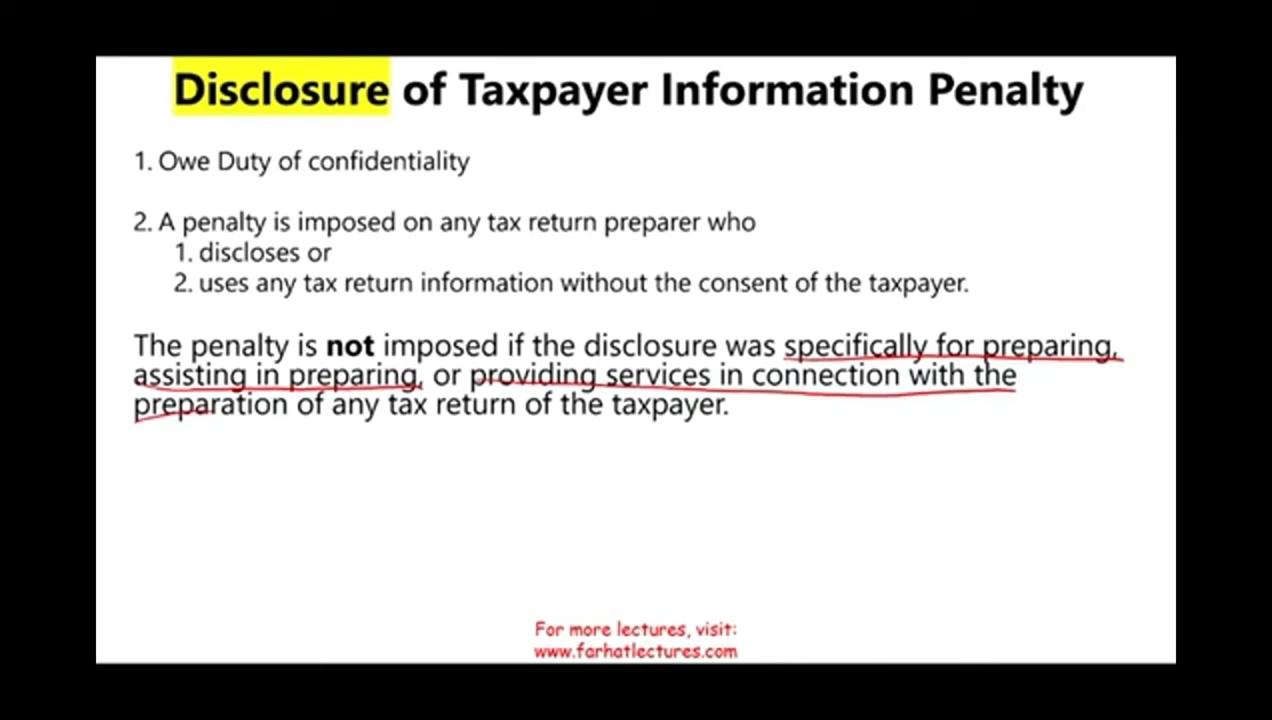 Disclosure of Taxpayer Information Penalty
1. Owe Duty of confidentiality
2. A penalty is imposed on any tax return preparer who
1. discloses or
2. uses any tax return information without the consent of the taxpayer.
The penalty is not imposed if the disclosure was specifically for preparing,
assisting in preparing, or providing services in connection with the
preparation of any tax return of the taxpayer.
For more lectures, visit:
www.farhatlectures.com